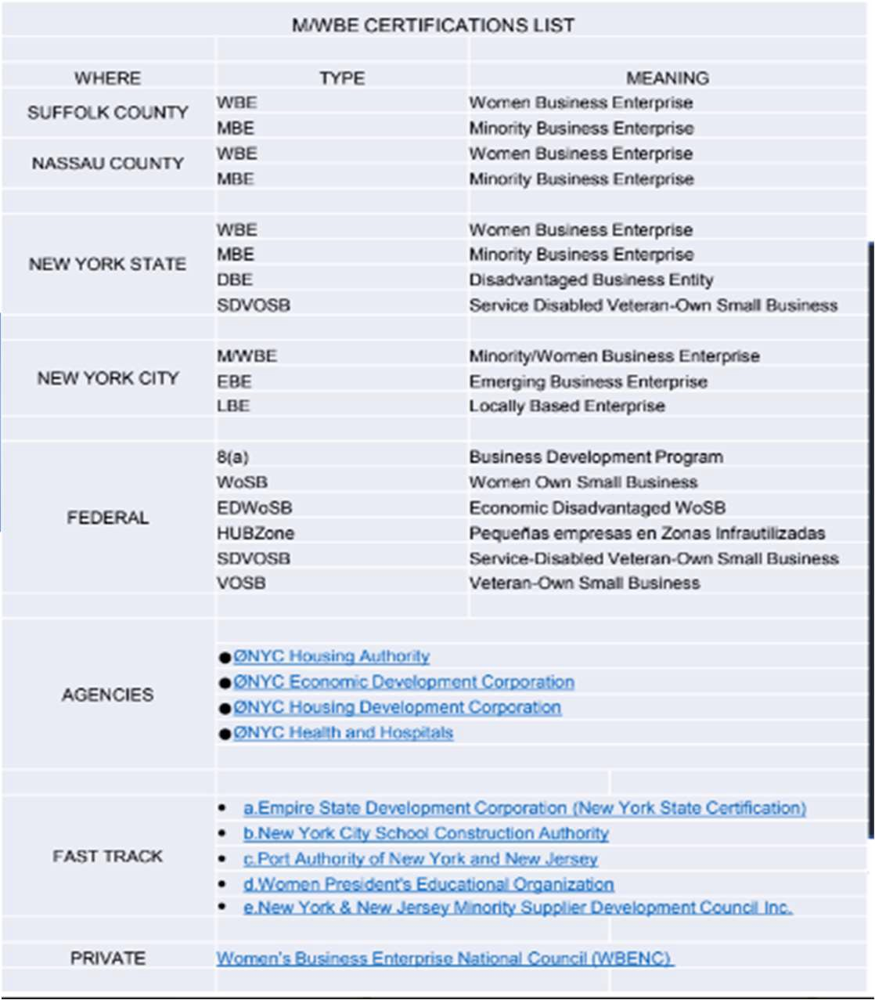 M/WBE CERTIFICATIONS LIST
WHERE TYPE MEANING
SUFFOLK COUNTY
WBE Women Business Enterprise
MBE Minority Business Enterprise
NASSAU COUNTY
WBE Women Business Enterprise
MBE Minority Business Enterprise
NEW YORK STATE
WBE Women Business Enterprise
MBE Minority Business Enterprise
DBE Disadvantaged Business Entity
SDVOSB Service Disabled Veteran-Own Small Business
NEW YORK CITY
M/WBE Minority/Women Business Enterprise
EBE Emerging Business Enterprise
LBE Locally Based Enterprise
FEDERAL
8(a) Business Development Program
WoSB Women Own Small Business
EDWoSB Economic Disadvantaged WoSB
HUBZone Pequeñas empresas en Zonas Infrautilizadas
SDVOSB Service-Disabled Veteran-Own Small Business
VOSB Veteran-Own Small Business
AGENCIES
●ØNYC Housing Authority
●ØNYC Economic Development Corporation
●ØNYC Housing Development Corporation
●ØNYC Health and Hospitals
FAST TRACK
• a.Empire State Development Corporation (New York State Certification)
• b.New York City School Construction Authority
• c.Port Authority of New York and New Jersey
• d.Women President's Educational Organization
• e.New York & New Jersey Minority Supplier Development Council Inc.
PRIVATE
Women's Business Enterprise National Council (WBENC)